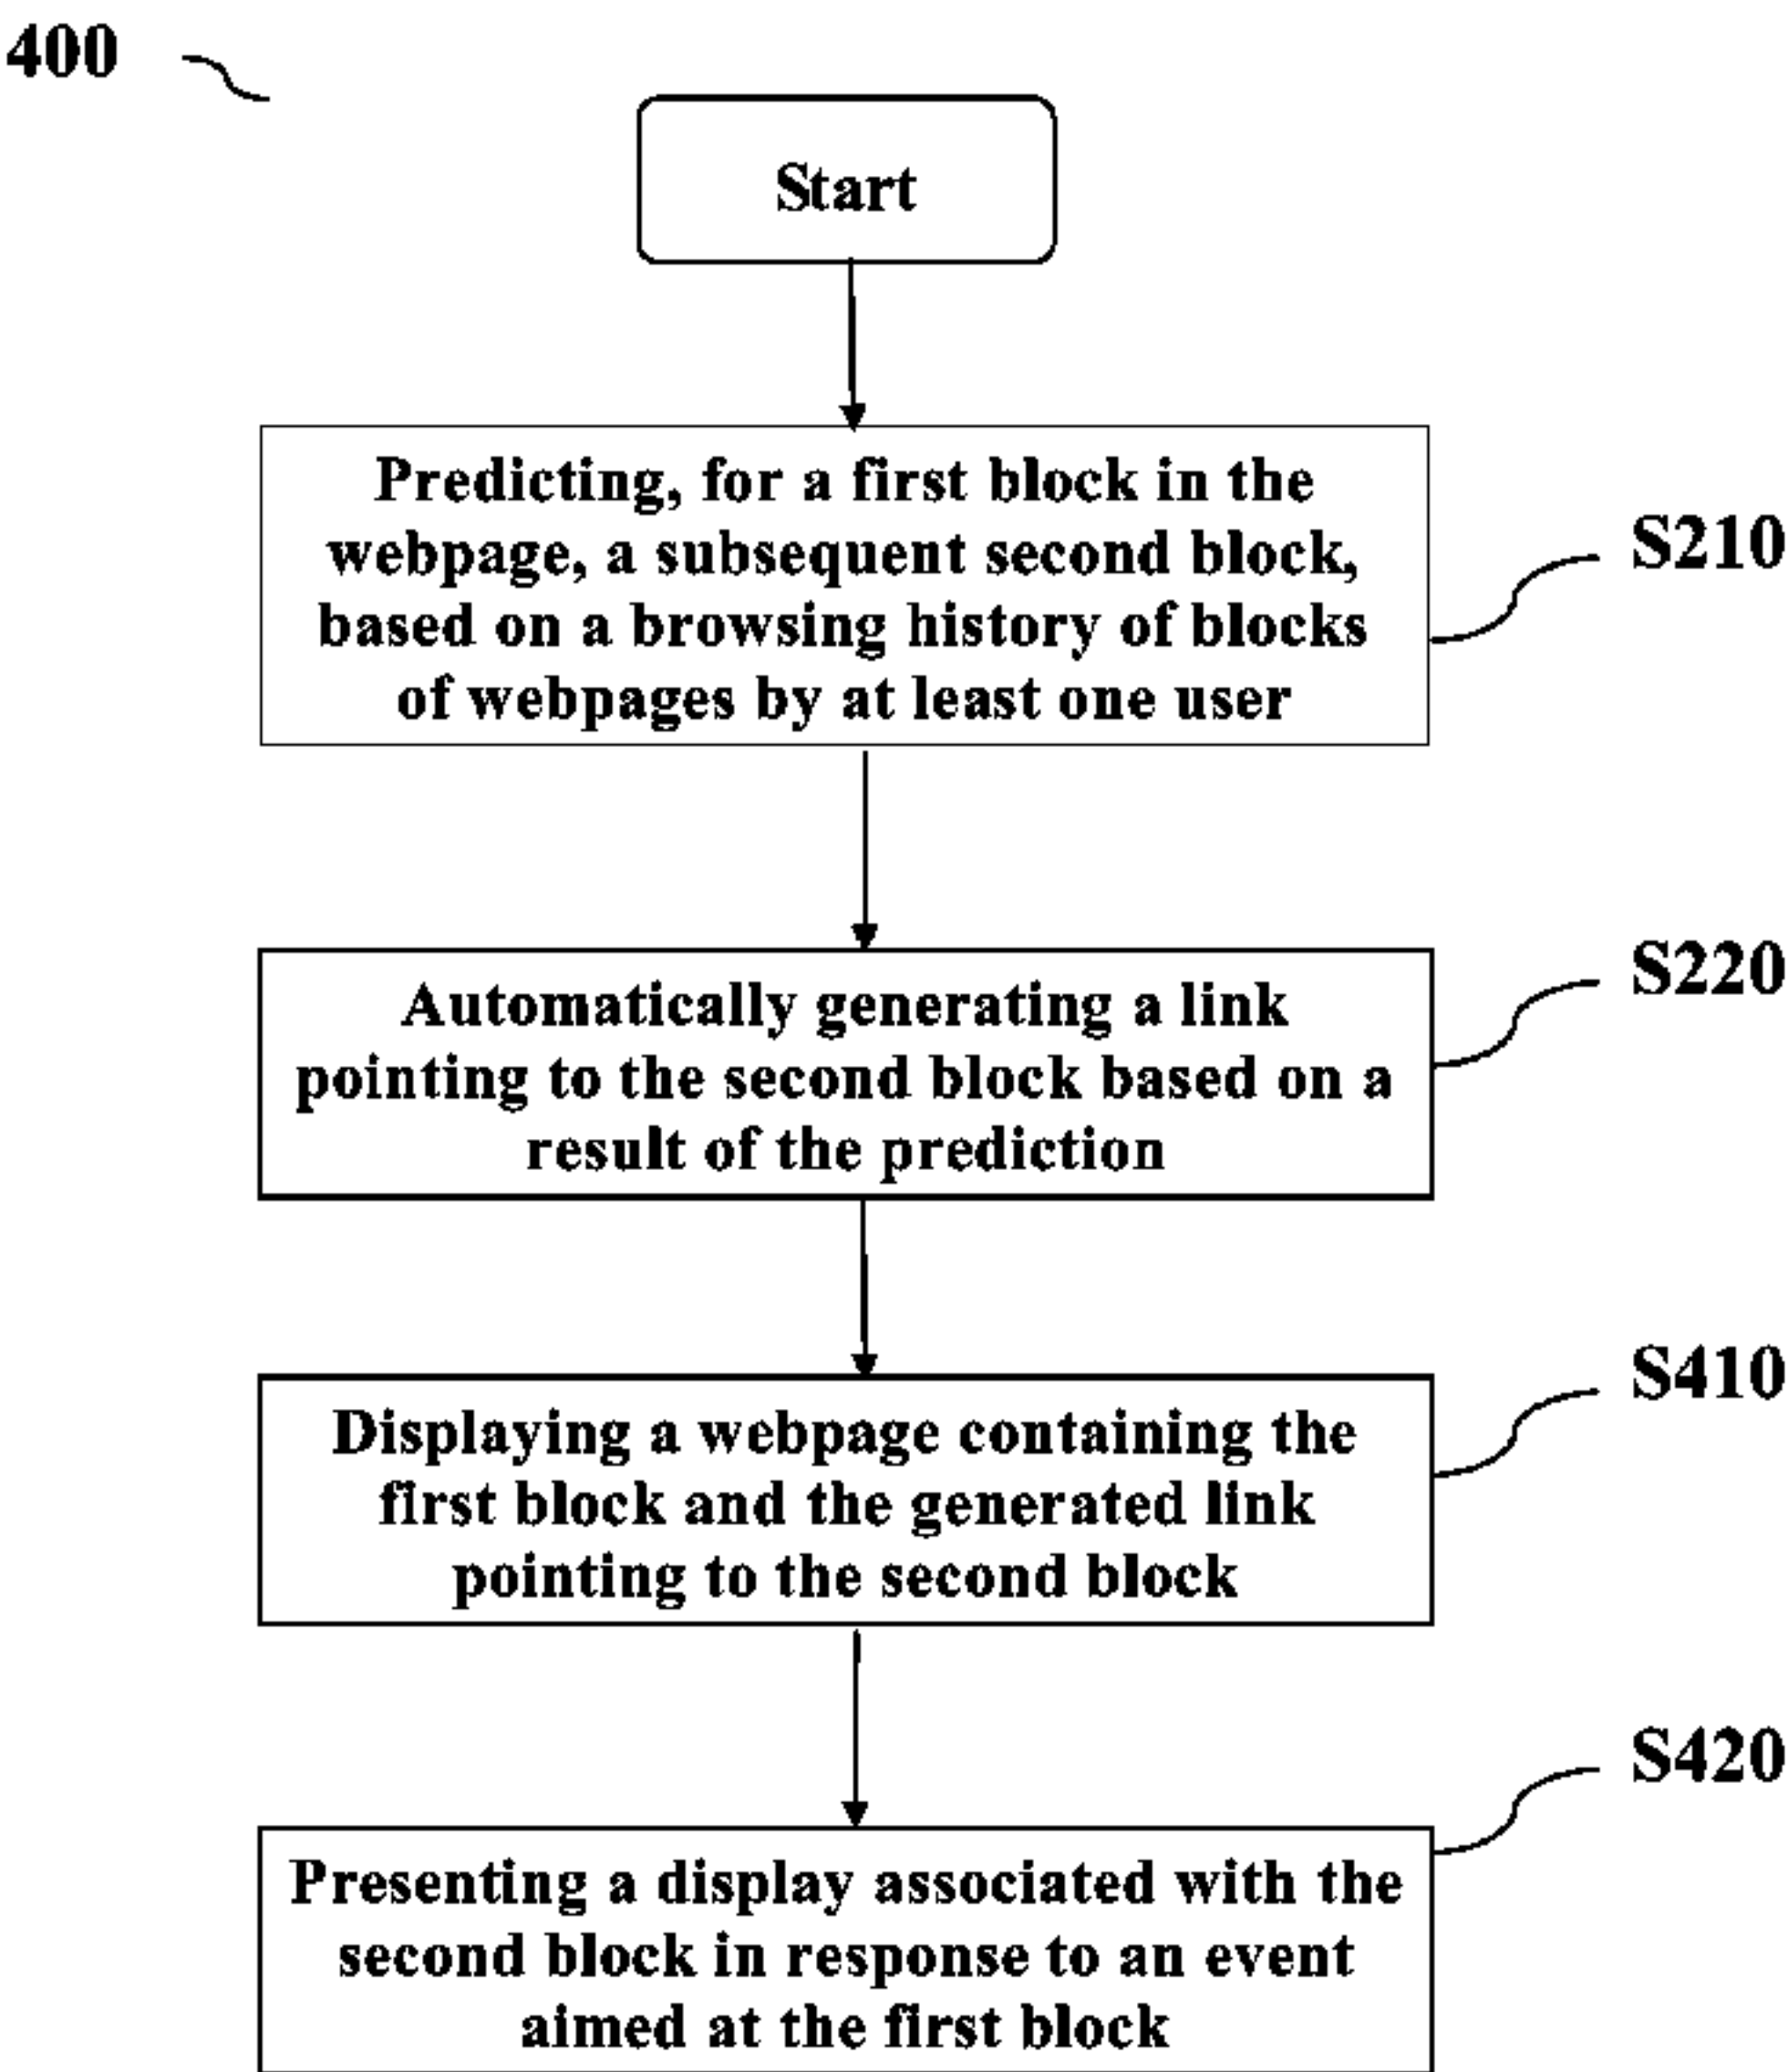 400
Start
Predicting, for a first block in the
webpage, a subsequent second block,
based on a browsing history of blocks
of webpages by at least one user
S210
Automatically generating a link
pointing to the second block based on a
result of the prediction
S220
Displaying a webpage containing the
first block and the generated link
pointing to the second block
S410
Presenting a display associated with the
second block in response to an event
aimed at the first block
S420